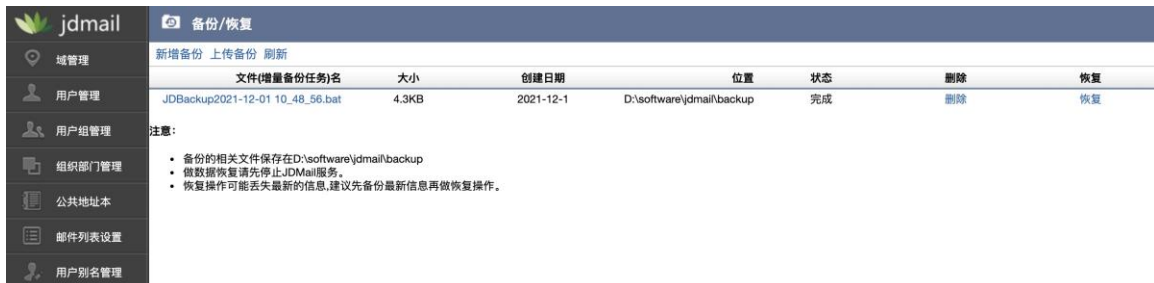 jdmail
备份/恢复
域管理
用户管理
用户组管理
组织部门管理
公共地址本
邮件列表设置
用户别名管理
新增备份 上传备份 刷新
文件(增量备份任务)名 大小 创建日期 位置 状态 删除 恢复
JDBackup2021-12-01 10_48_56.bat 4.3KB 2021-12-1 D:\software\jdmail\backup 完成 删除 恢复
注意:
• 备份的相关文件保存在D:\software\jdmail\backup
• 做数据恢复请先停止JDMail服务。
• 恢复操作可能丢失最新的信息,建议先备份最新信息再做恢复操作。